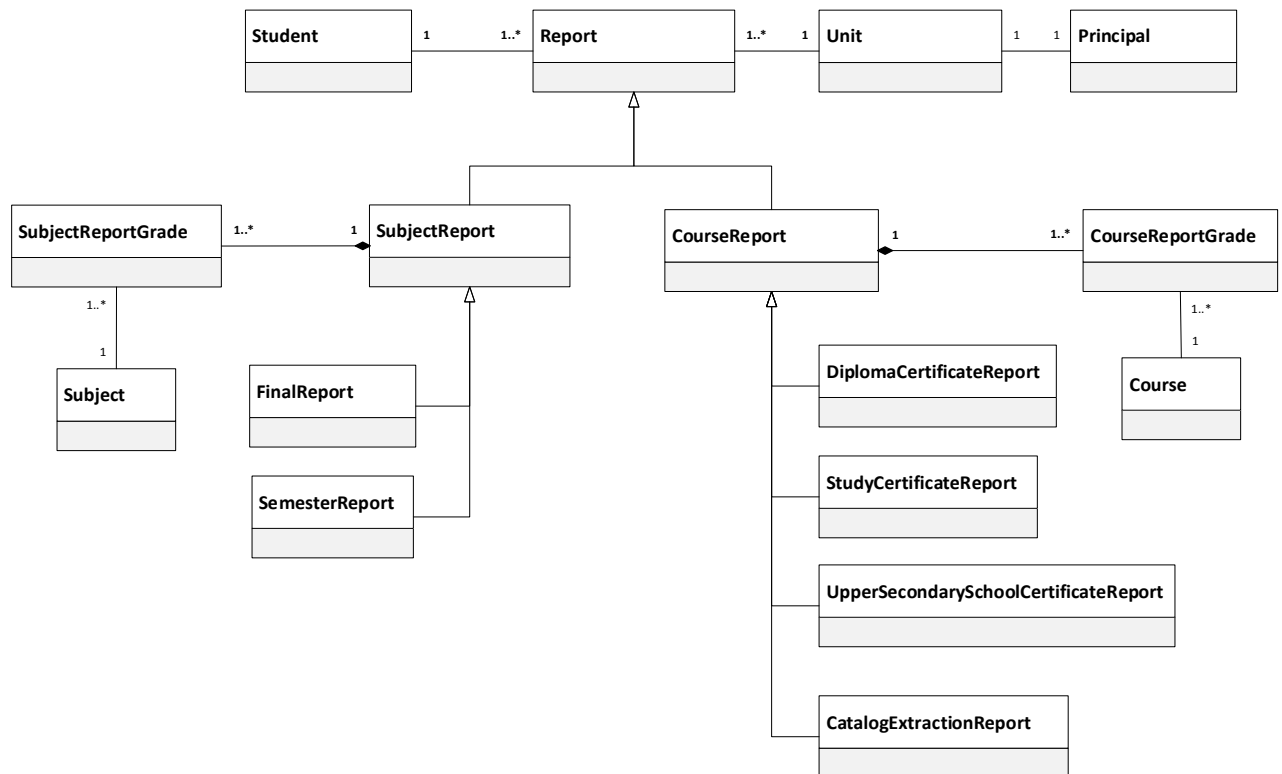 Student
1
1..*
Report
1..*
1
Unit
1
1
Principal
SubjectReportGrade
1..*
1
SubjectReport
CourseReport
1
1..*
CourseReportGrade
1..*
1
1..*
1
Subject
FinalReport
SemesterReport
DiplomaCertificateReport
Course
StudyCertificateReport
UpperSecondarySchoolCertificateReport
CatalogExtractionReport